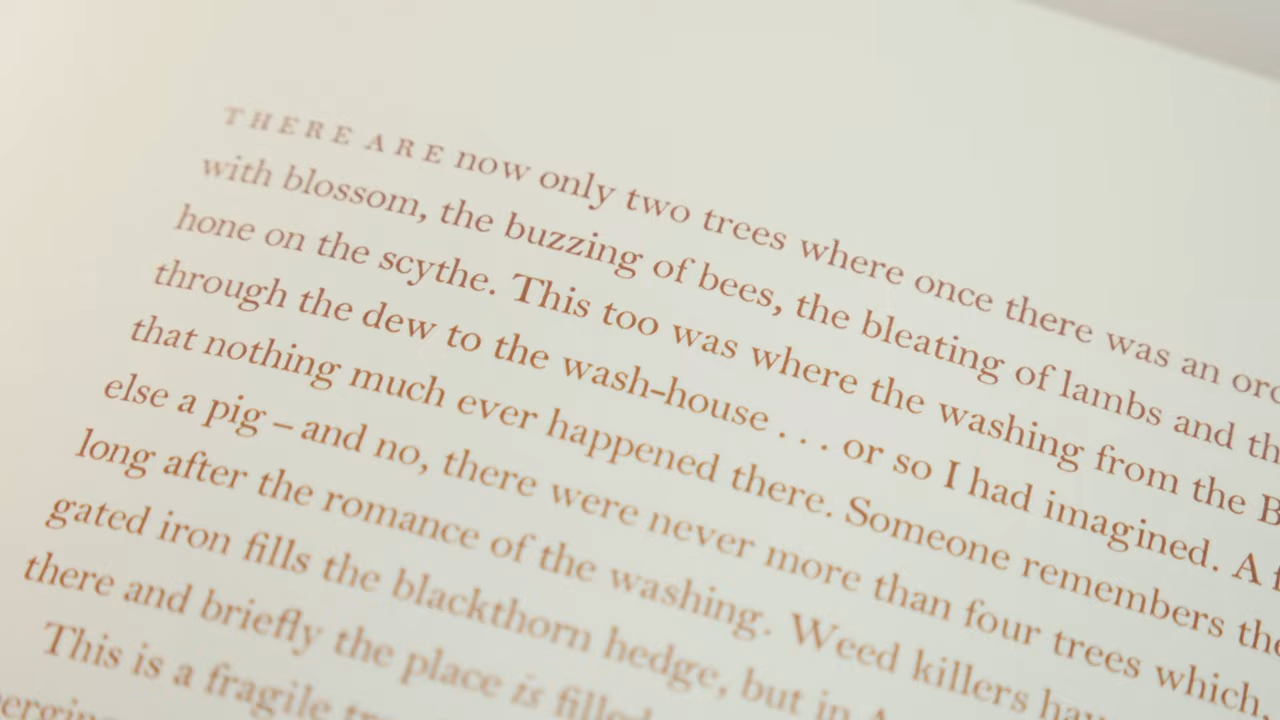 THERE ARE now only two trees where once there was an
with blossom, the buzzing of bees, the bleating of lambs and
hone on the scythe. This too was where the washing from the
through the dew to the wash-house . . . or so I had imagined. A
that nothing much ever happened there. Someone remembers
else a pig – and no, there were never more than four trees which,
long after the romance of the washing. Weed killers
gated iron fills the blackthorn hedge, but in
there and briefly the place is filled
This is a fragile